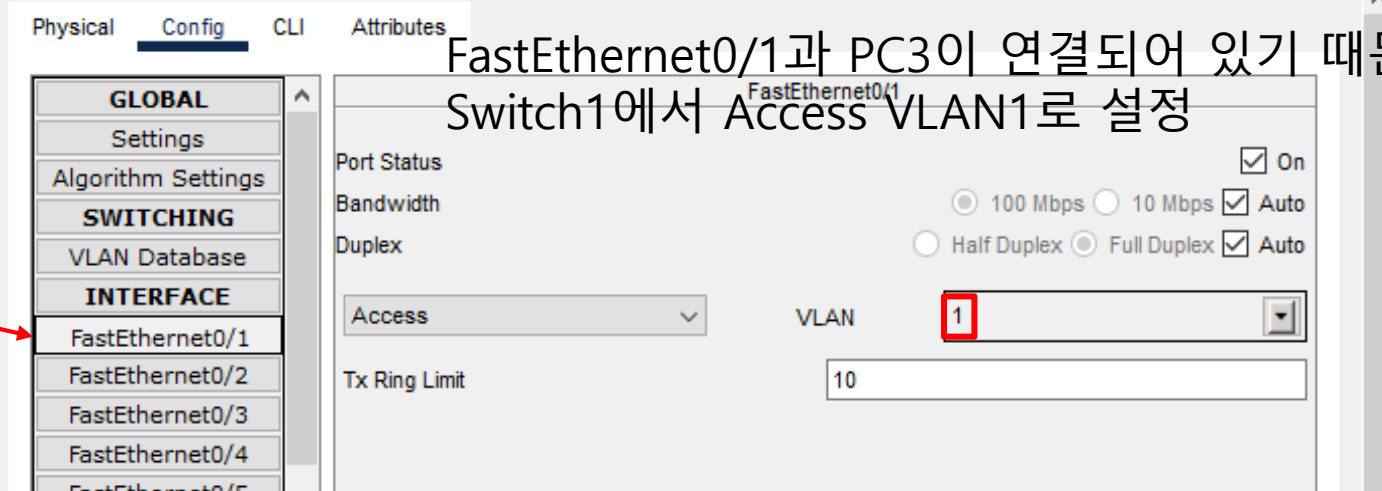 Physical Config CLI Attributes
FastEthernet0/1과 PC3이 연결되어 있기
Switch1에서 Access VLAN1로 설정
GLOBAL
Settings
Algorithm Settings
SWITCHING
VLAN Database
INTERFACE
FastEthernet0/1
FastEthernet0/2
FastEthernet0/3
FastEthernet0/4
FastEthernet0/1
Port Status On
Bandwidth 100 Mbps 10 Mbps Auto
Duplex Half Duplex Full Duplex Auto
Access VLAN 1
Tx Ring Limit 10